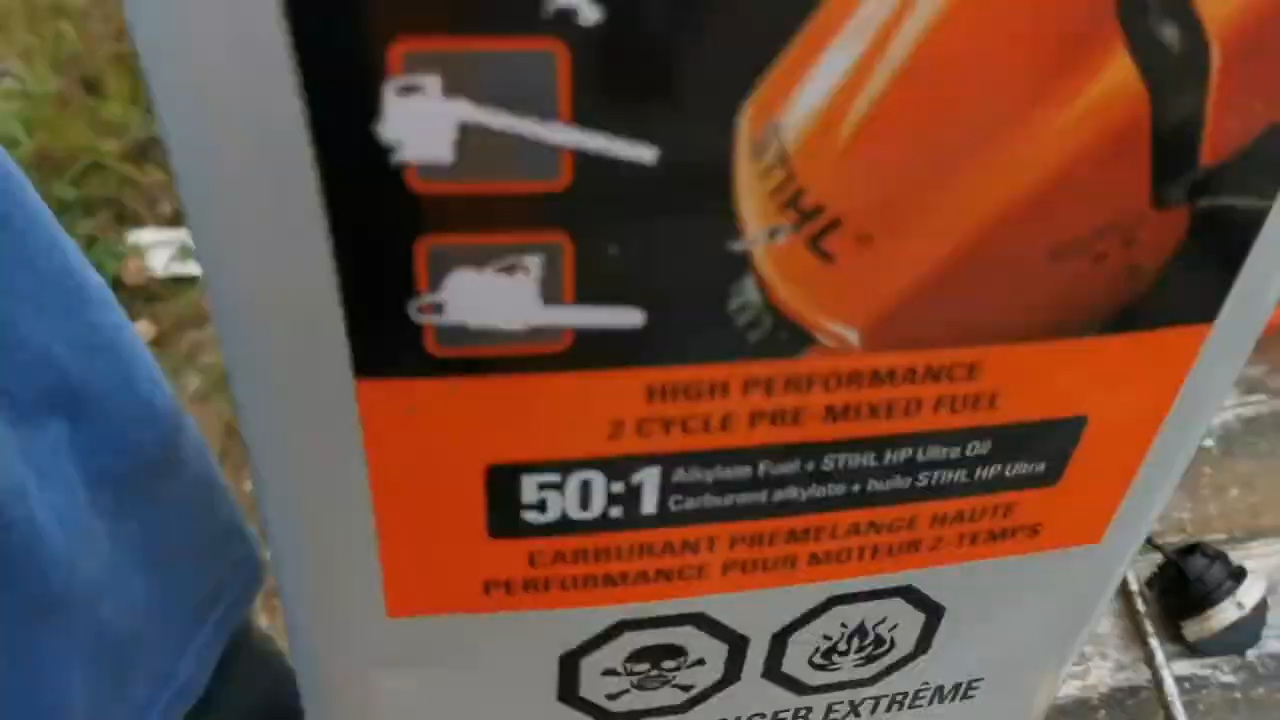 STIHL
HIGH PERFORMANCE
2 CYCLE PRE-MIXED FUEL
50:1
Alkylate Fuel + STIHL HP Ultra Oil
Carburant alkylate + huile STIHL HP Ultra
CARBURANT PREMELANGE HAUTE
PERFORMANCE POUR MOTEUR 2-TEMPS
EXTRÊME